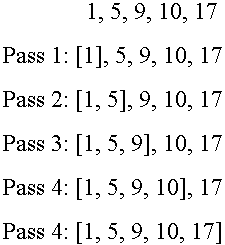 1, 5, 9, 10, 17
Pass 1: [1], 5, 9, 10, 17
Pass 2: [1, 5], 9, 10, 17
Pass 3: [1, 5, 9], 10, 17
Pass 4: [1, 5, 9, 10], 17
Pass 4: [1, 5, 9, 10, 17]